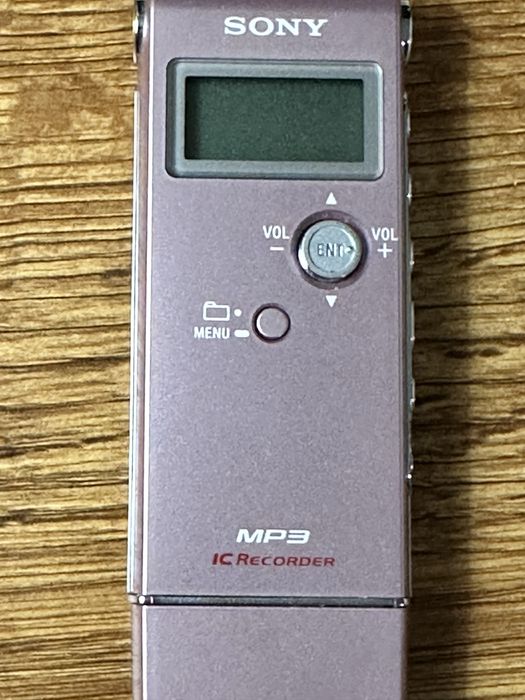 SONY
VOL
−
ENT
VOL
+
MENU
MP3
IC RECORDER